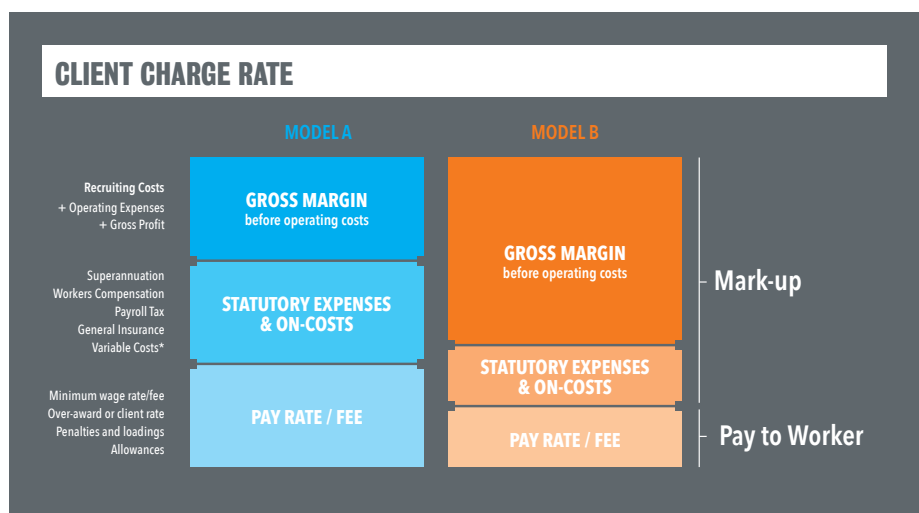 CLIENT CHARGE RATE
MODEL A
MODEL B
Recruiting Costs
+ Operating Expenses
+ Gross Profit
GROSS MARGIN
before operating costs
GROSS MARGIN
before operating costs
Mark-up
Superannuation
Workers Compensation
Payroll Tax
General Insurance
Variable Costs*
STATUTORY EXPENSES
& ON-COSTS
STATUTORY EXPENSES
& ON-COSTS
Minimum wage rate/fee
Over-award or client rate
Penalties and loadings
Allowances
PAY RATE / FEE
PAY RATE / FEE
Pay to Worker